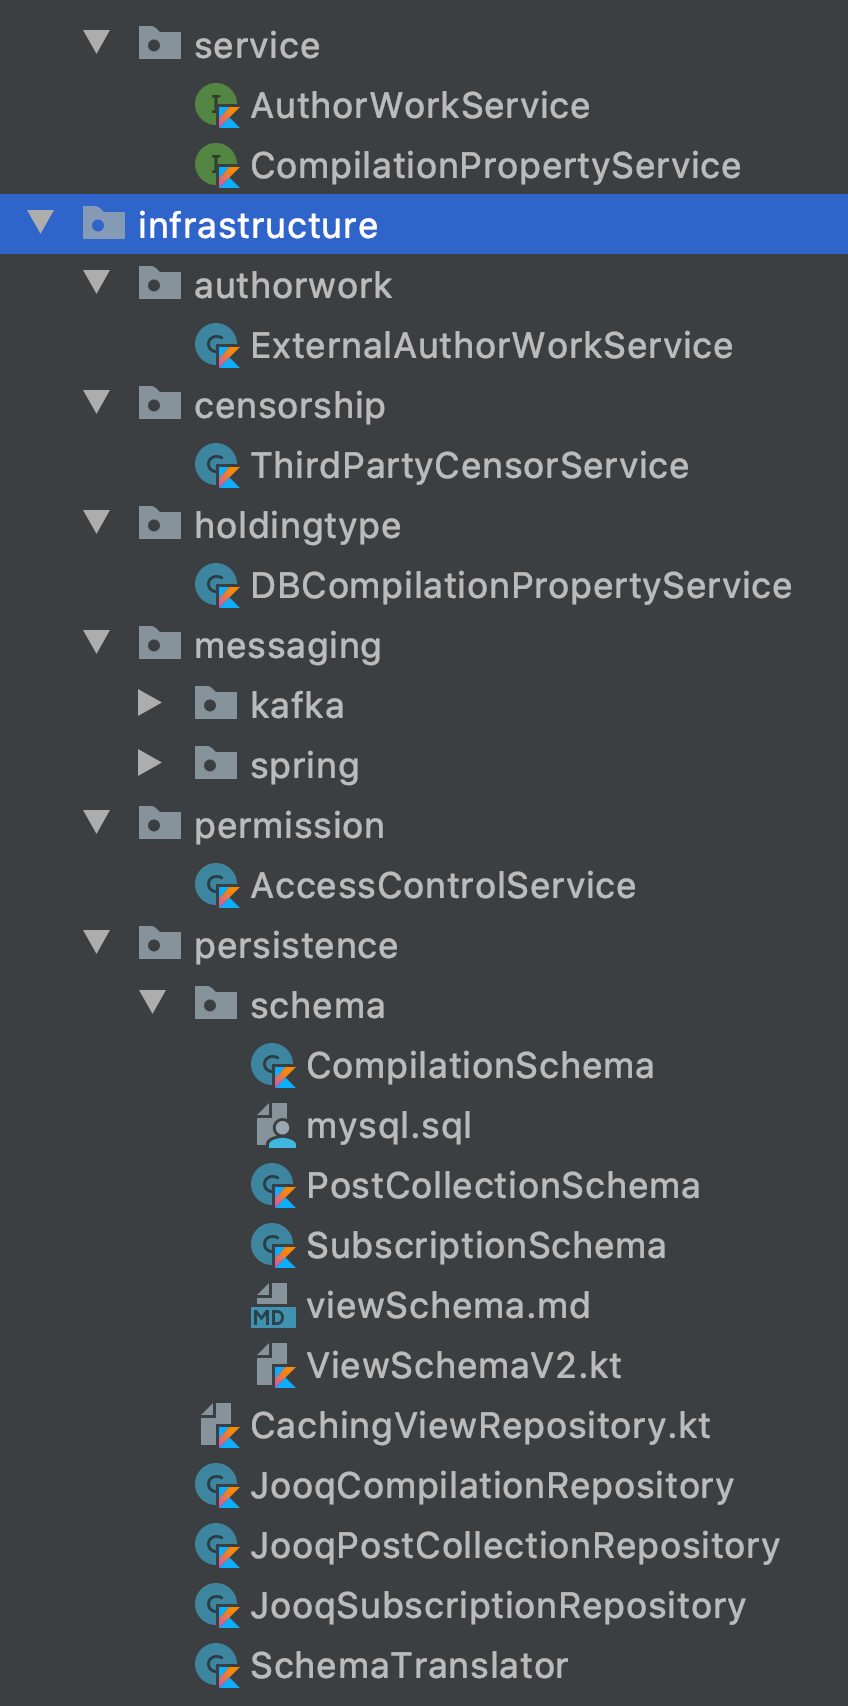 service
AuthorWorkService
CompilationPropertyService
infrastructure
authorwork
ExternalAuthorWorkService
censorship
ThirdPartyCensorService
holdingtype
DBCompilationPropertyService
messaging
kafka
spring
permission
AccessControlService
persistence
schema
CompilationSchema
mysql.sql
PostCollectionSchema
SubscriptionSchema
MD viewSchema.md
ViewSchemaV2.kt
CachingViewRepository.kt
JooqCompilationRepository
JooqPostCollectionRepository
JooqSubscriptionRepository
SchemaTranslator